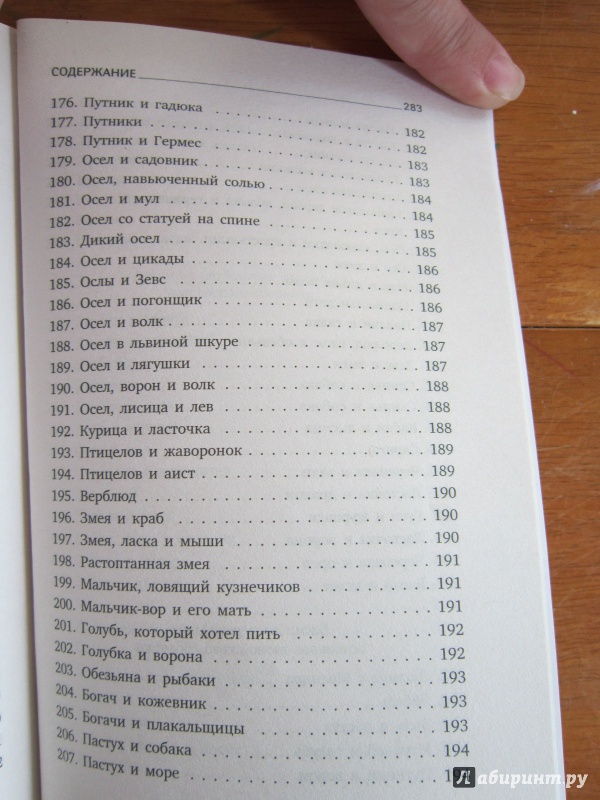 СОДЕРЖАНИЕ 283
176. Путник и гадюка . . . . . . . . . . . . . 182
177. Путники . . . . . . . . . . . . . 182
178. Путник и Гермес . . . . . . . . . . . . . 183
179. Осел и садовник . . . . . . . . . . . . . 183
180. Осел, навьюченный солью . . . . . . . . . . 184
181. Осел и мул . . . . . . . . . . . . . 184
182. Осел со статуей на спине . . . . . . . . . . 185
183. Дикий осел . . . . . . . . . . . . . 185
184. Осел и цикады . . . . . . . . . . . . . 186
185. Ослы и Зевс . . . . . . . . . . . . . 186
186. Осел и погонщик . . . . . . . . . . . . . 186
187. Осел и волк . . . . . . . . . . . . . 187
188. Осел в львиной шкуре . . . . . . . . . . . 187
189. Осел и лягушки . . . . . . . . . . . . . 187
190. Осел, ворон и волк . . . . . . . . . . . . 188
191. Осел, лисица и лев . . . . . . . . . . . . 188
192. Курица и ласточка . . . . . . . . . . . . 188
193. Птицелов и жаворонок . . . . . . . . . . . 189
194. Птицелов и аист . . . . . . . . . . . . . 189
195. Верблюд . . . . . . . . . . . . . 190
196. Змея и краб . . . . . . . . . . . . . 190
197. Змея, ласка и мыши . . . . . . . . . . . . 190
198. Растоптанная змея . . . . . . . . . . . . 191
199. Мальчик, ловящий кузнечиков . . . . . . . . 191
200. Мальчик-вор и его мать . . . . . . . . . . 191
201. Голубь, который хотел пить . . . . . . . . . 192
202. Голубка и ворона . . . . . . . . . . . . . 192
203. Обезьяна и рыбаки . . . . . . . . . . . . 193
204. Богач и кожевник . . . . . . . . . . . . . 193
205. Богачи и плакальщицы . . . . . . . . . . . 193
206. Пастух и собака . . . . . . . . . . . . . 194
207. Пастух и море . . . . . . . . . . . . .
Лабиринт.ру